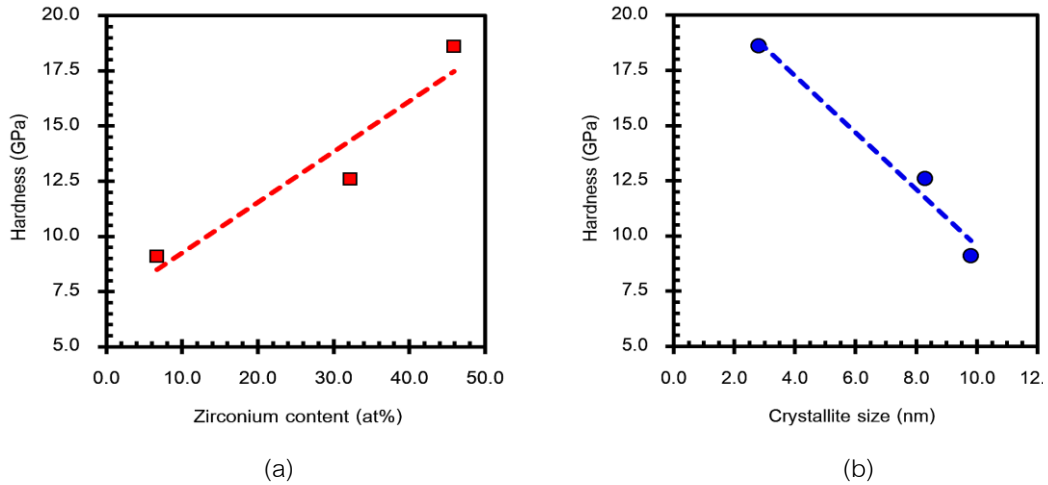 20.0
17.5
15.0
12.5
10.0
7.5
5.0
Hardness (GPa)
0.0 10.0 20.0 30.0 40.0 50.0
Zirconium content (at%)
(a)
20.0
17.5
15.0
12.5
10.0
7.5
5.0
Hardness (GPa)
0.0 2.0 4.0 6.0 8.0 10.0 12.
Crystallite size (nm)
(b)